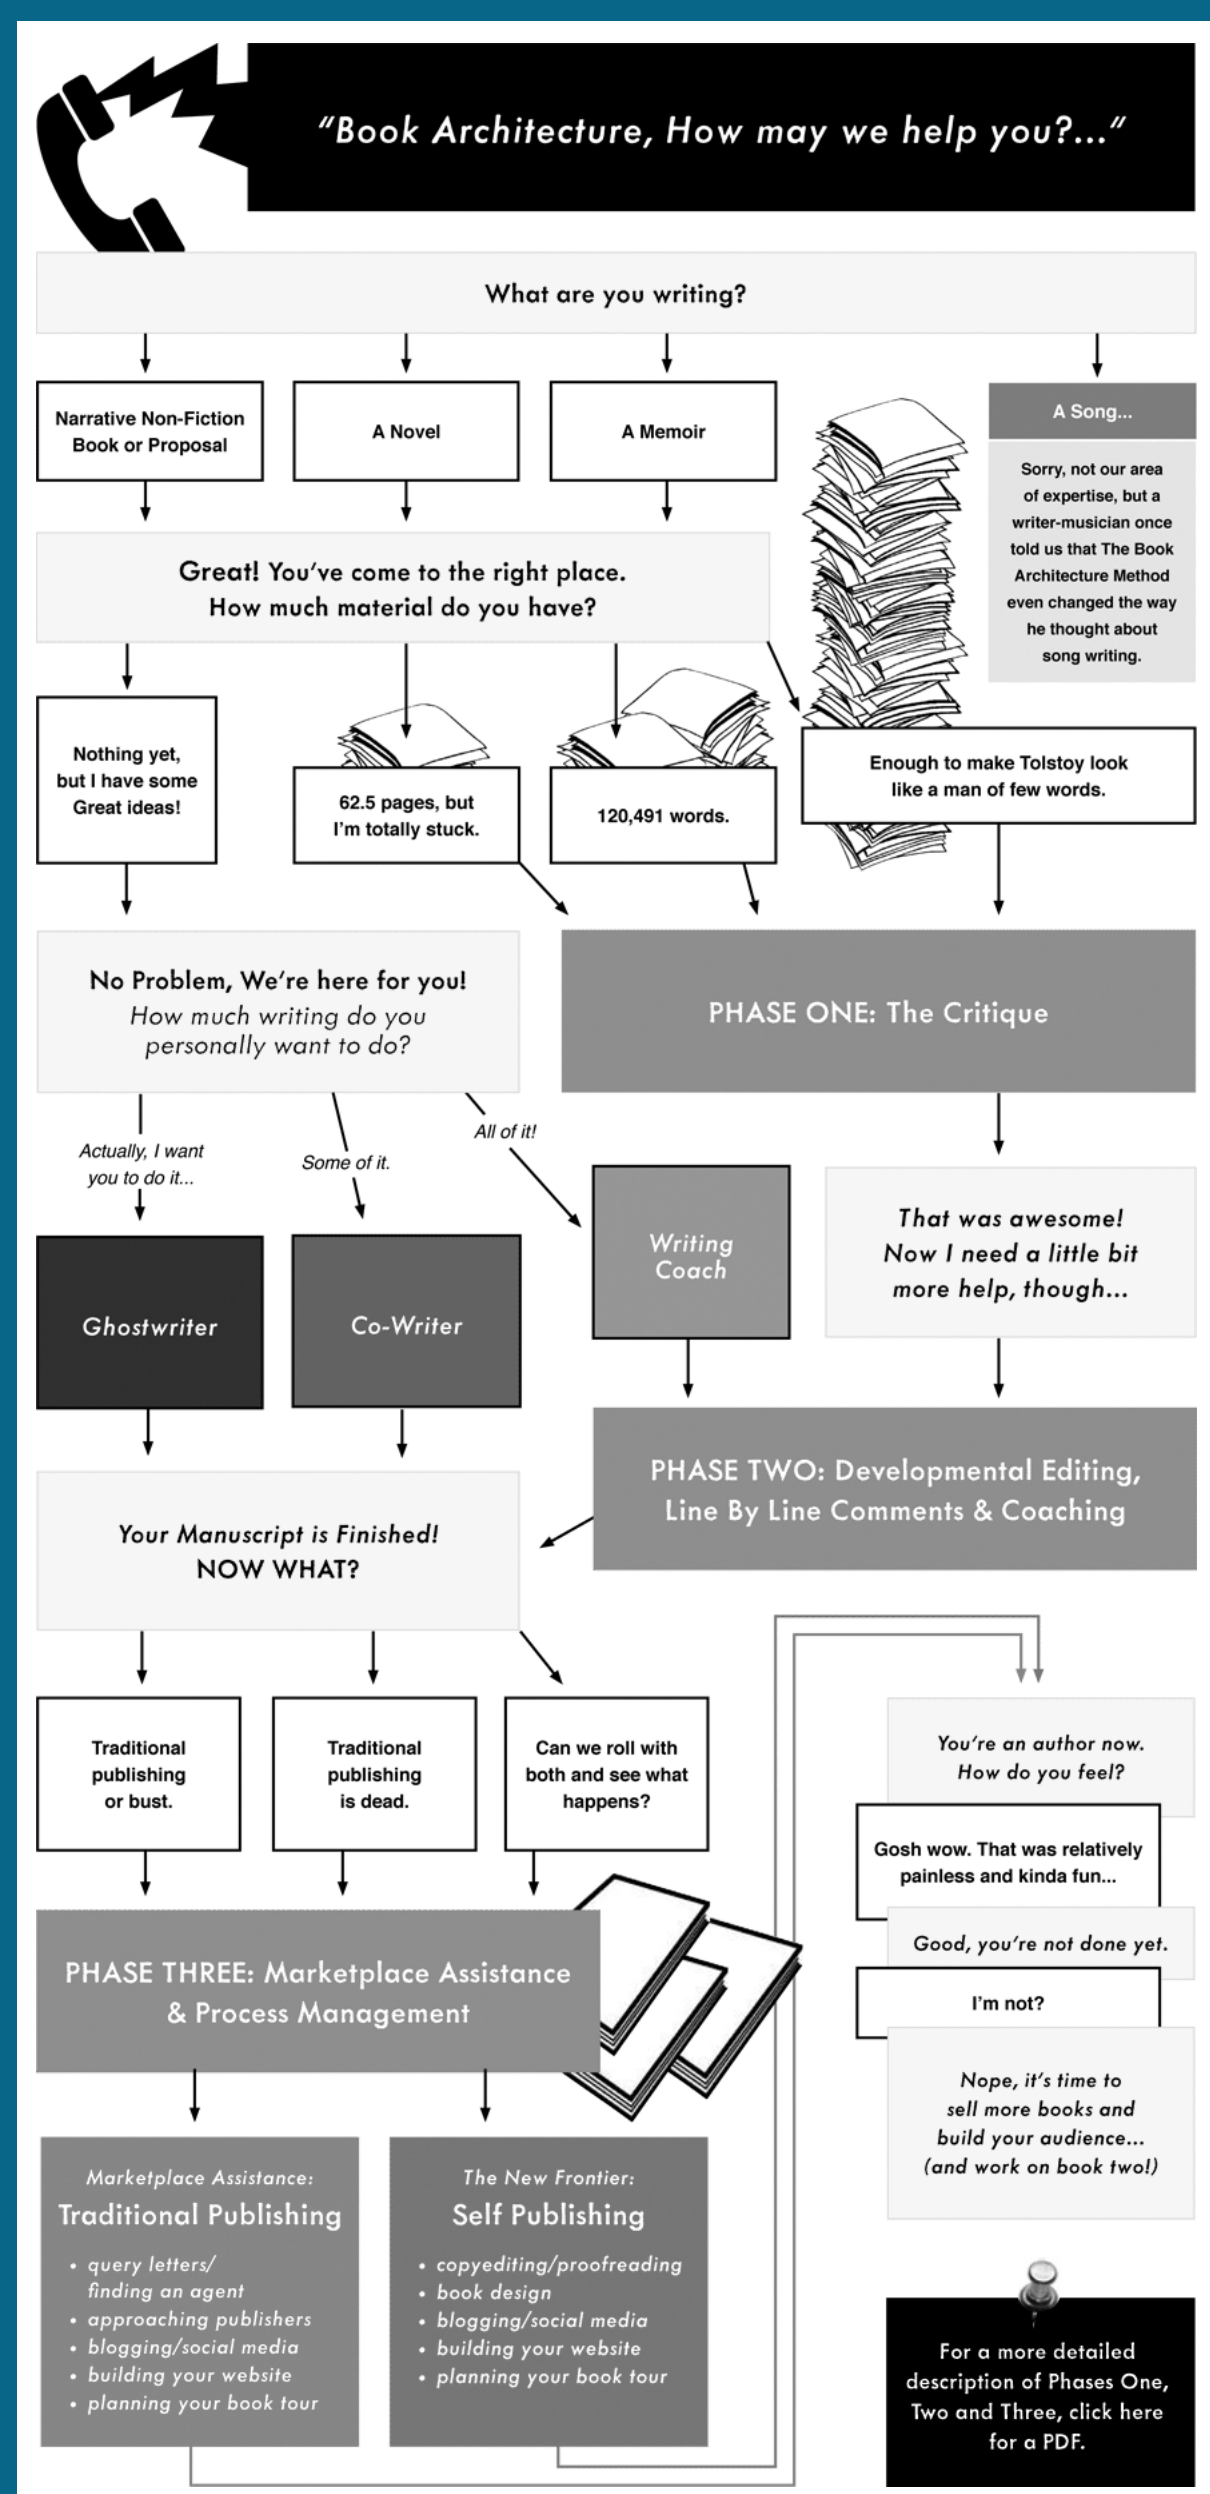 “Book Architecture, How may we help you?...”
What are you writing?
Narrative Non-Fiction
Book or Proposal
A Novel
A Memoir
A Song...
Sorry, not our area
of expertise, but a
writer-musician once
told us that The Book
Architecture Method
even changed the way
he thought about
song writing.
Great! You’ve come to the right place.
How much material do you have?
Nothing yet,
but I have some
Great ideas!
62.5 pages, but
I’m totally stuck.
120,491 words.
Enough to make Tolstoy look
like a man of few words.
No Problem, We’re here for you!
How much writing do you
personally want to do?
PHASE ONE: The Critique
Actually, I want
you to do it...
Some of it.
All of it!
Ghostwriter
Co-Writer
Writing
Coach
That was awesome!
Now I need a little bit
more help, though...
PHASE TWO: Developmental Editing,
Line By Line Comments & Coaching
Your Manuscript is Finished!
NOW WHAT?
Traditional
publishing
or bust.
Traditional
publishing
is dead.
Can we roll with
both and see what
happens?
PHASE THREE: Marketplace Assistance
& Process Management
Marketplace Assistance:
Traditional Publishing
• query letters/
finding an agent
• approaching publishers
• blogging/social media
• building your website
• planning your book tour
The New Frontier:
Self Publishing
• copyediting/proofreading
• book design
• blogging/social media
• building your website
• planning your book tour
You’re an author now.
How do you feel?
Gosh wow. That was relatively
painless and kinda fun...
Good, you’re not done yet.
I’m not?
Nope, it’s time to
sell more books and
build your audience...
(and work on book two!)
For a more detailed
description of Phases One,
Two and Three, click here
for a PDF.